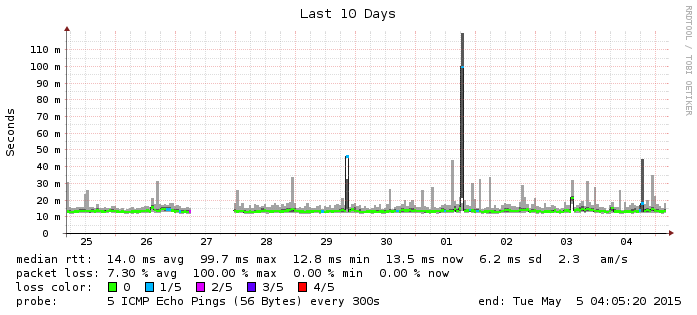 Last 10 Days
RRDTOOL / TOBI OETIKER
Seconds
110 m
100 m
90 m
80 m
70 m
60 m
50 m
40 m
30 m
20 m
10 m
0
25 26 27 28 29 30 01 02 03 04
median rtt: 14.0 ms avg 99.7 ms max 12.8 ms min 13.5 ms now 6.2 ms sd 2.3 am/s
packet loss: 7.30 % avg 100.00 % max 0.00 % min 0.00 % now
loss color: 0 1/5 2/5 3/5 4/5
probe: 5 ICMP Echo Pings (56 Bytes) every 300s end: Tue May 5 04:05:20 2015